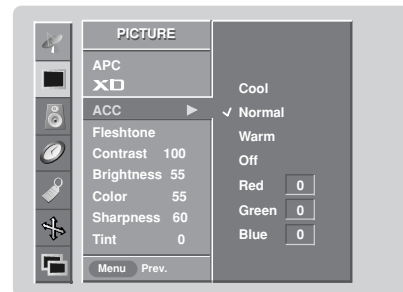 PICTURE
APC
XD
ACC
Fleshtone
Contrast 100
Brightness 55
Color 55
Sharpness 60
Tint 0
Menu Prev.
Cool
Normal
Warm
Off
Red 0
Green 0
Blue 0